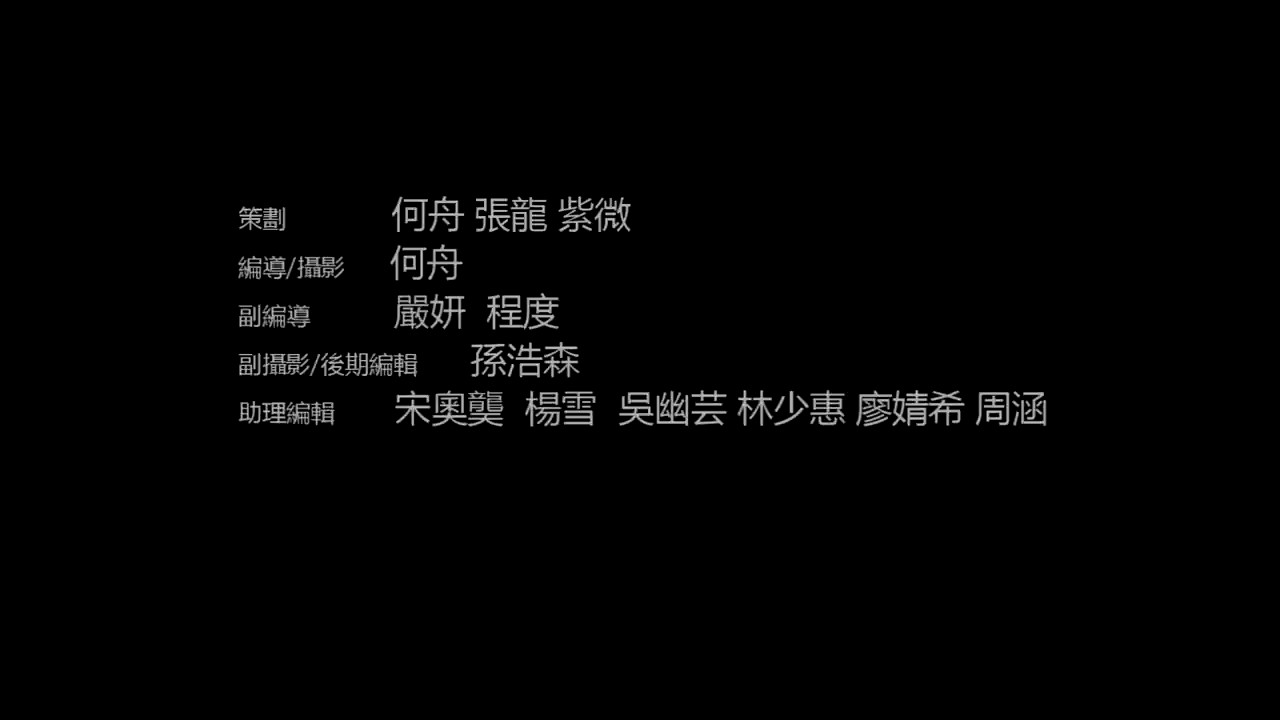 策劃 何舟 張龍 紫微
編導/攝影 何舟
副編導 嚴妍 程度
副攝影/後期編輯 孫浩森
助理編輯 宋奧龑 楊雪 吳幽芸 林少惠 廖婧希 周涵